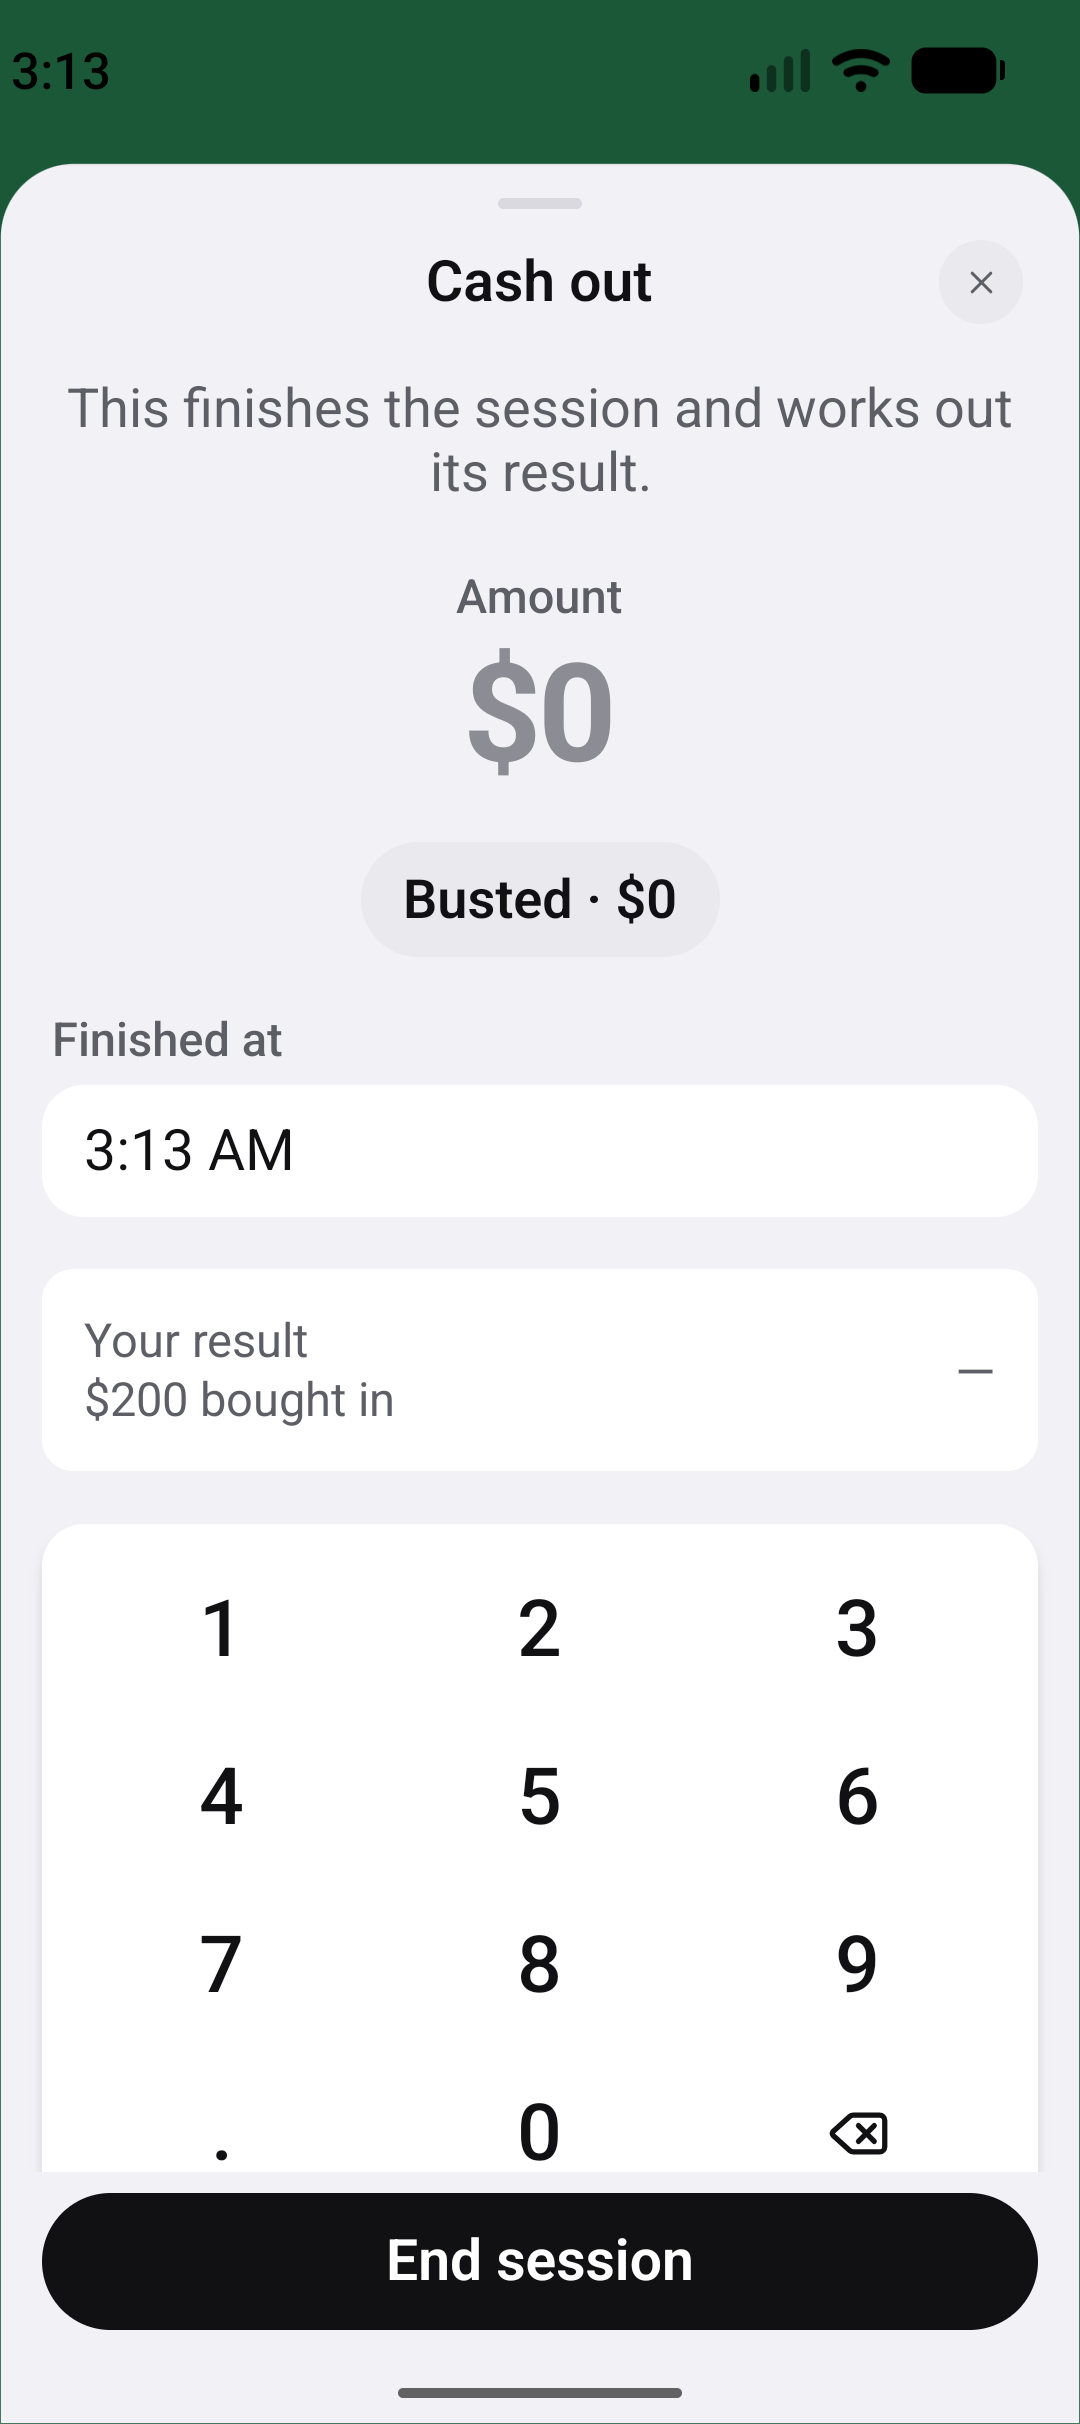 3:13
Cash out
This finishes the session and works out
its result.
Amount
$0
Busted · $0
Finished at
3:13 AM
Your result
$200 bought in
—
1 2 3
4 5 6
7 8 9
. 0
End session